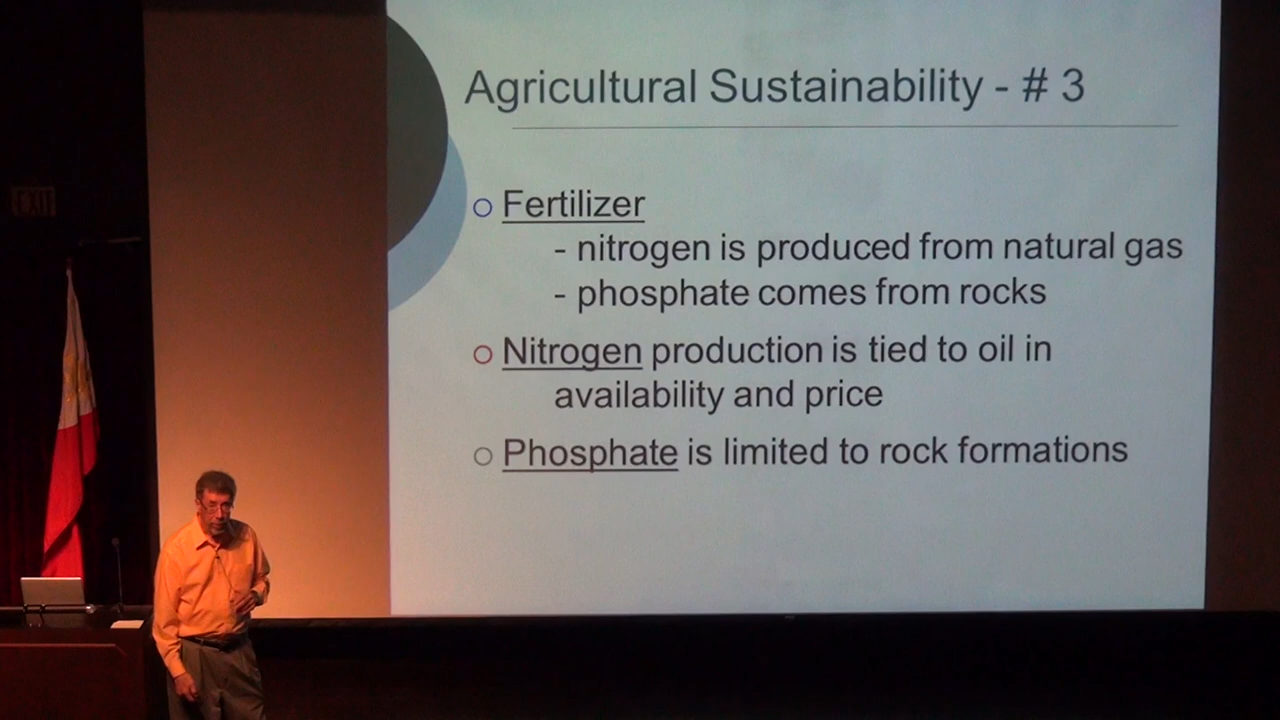 Agricultural Sustainability - # 3
EXIT
Fertilizer
- nitrogen is produced from natural gas
- phosphate comes from rocks
Nitrogen production is tied to oil in
availability and price
Phosphate is limited to rock formations